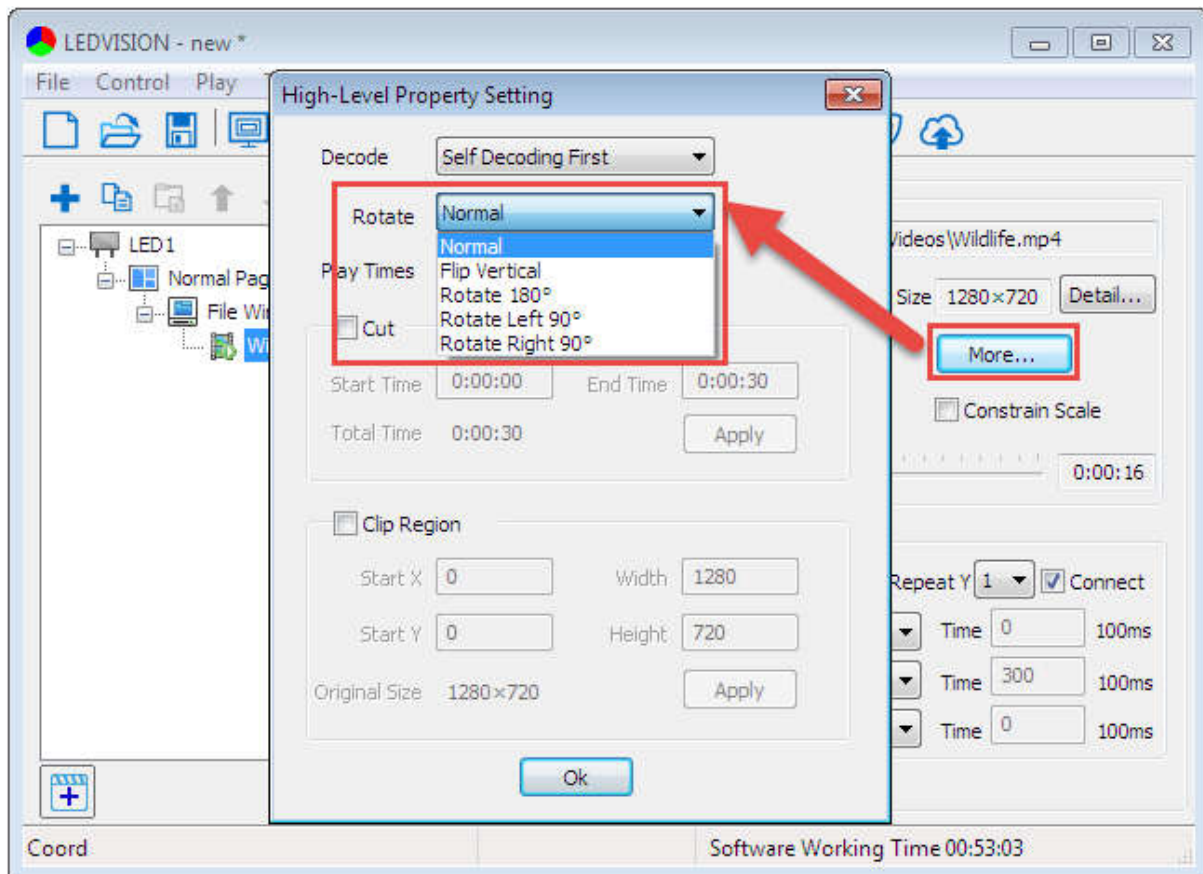 LEDVISION - new *
File Control Play
High-Level Property Setting
Decode Self Decoding First
Rotate Normal
Normal
Flip Vertical
Rotate 180°
Rotate Left 90°
Rotate Right 90°
Play Times
Cut
Start Time 0:00:00 End Time 0:00:30
Total Time 0:00:30 Apply
Clip Region
Start X 0 Width 1280
Start Y 0 Height 720
Original Size 1280×720 Apply
Ok
LED1
Normal Pag
File Wi
Wi
Videos\Wildlife.mp4
Size 1280×720 Detail...
More...
Constrain Scale
0:00:16
Repeat Y 1 Connect
Time 0 100ms
Time 300 100ms
Time 0 100ms
Coord Software Working Time 00:53:03